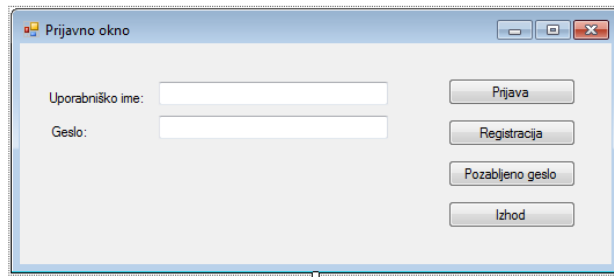 Prijavno okno
Uporabniško ime:
Prijava
Geslo:
Registracija
Pozabljeno geslo
Izhod